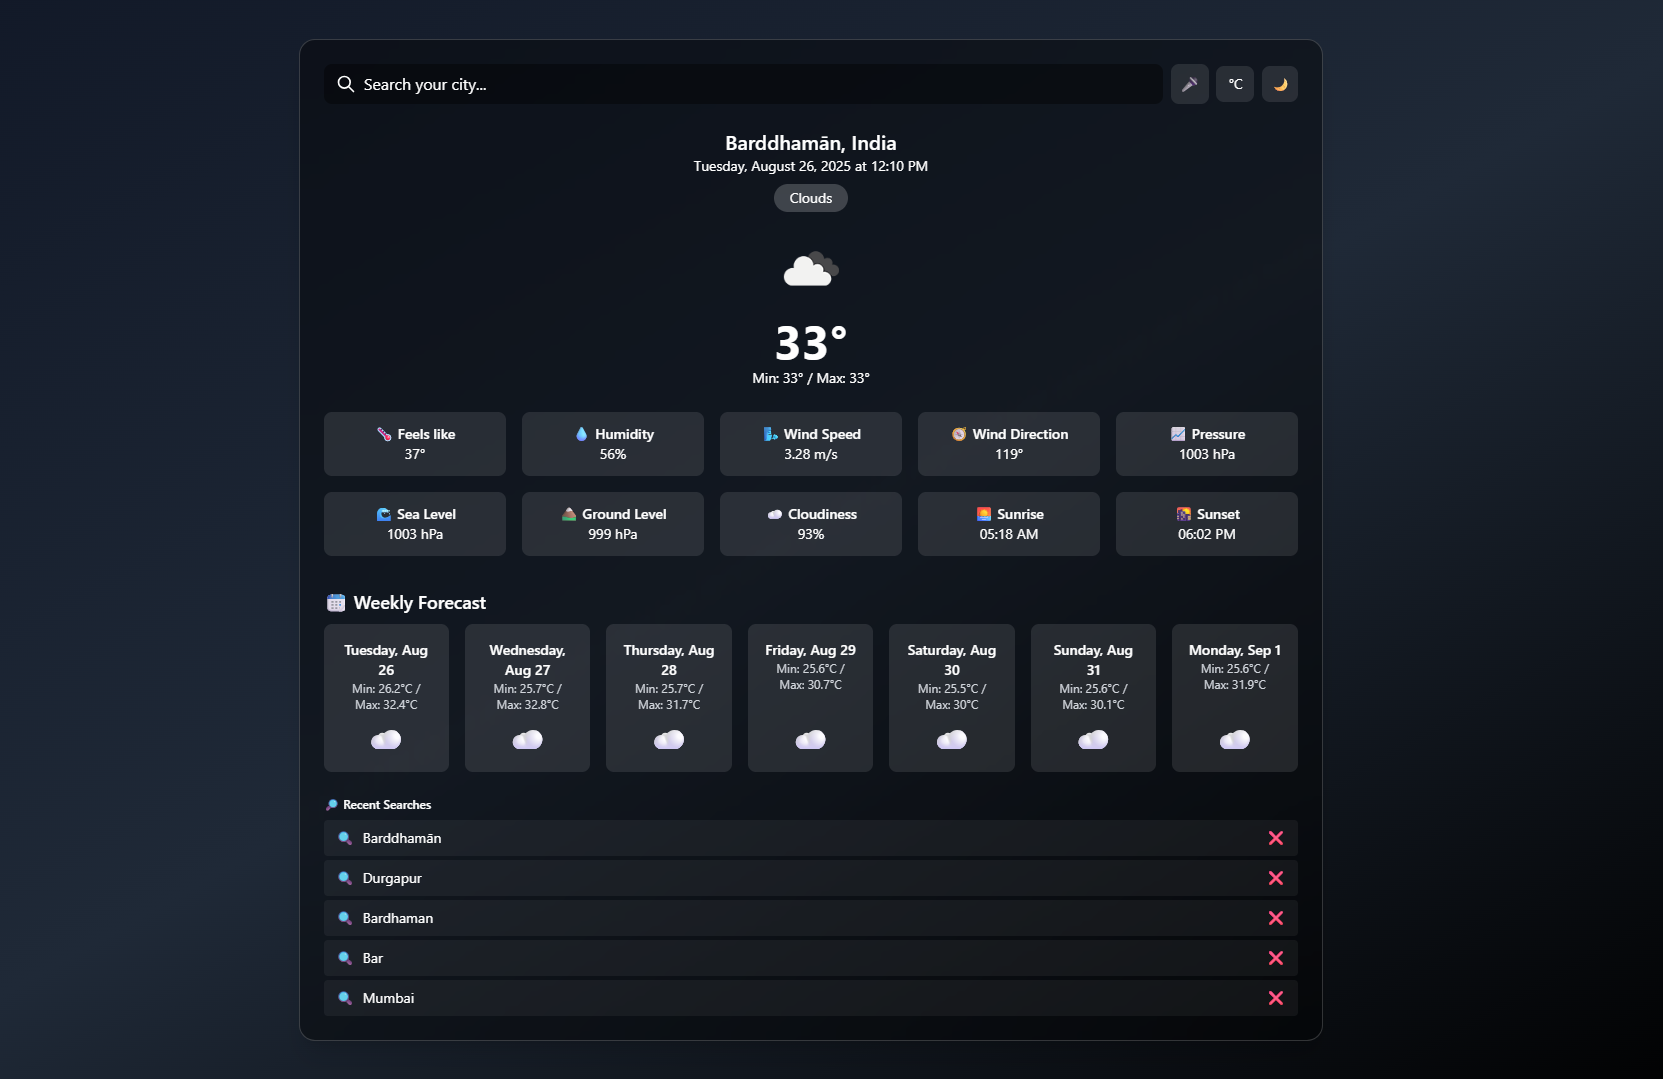 Search your city...
°C
Barddhamān, India
Tuesday, August 26, 2025 at 12:10 PM
Clouds
33°
Min: 33° / Max: 33°
Feels like
37°
Humidity
56%
Wind Speed
3.28 m/s
Wind Direction
119°
Pressure
1003 hPa
Sea Level
1003 hPa
Ground Level
999 hPa
Cloudiness
93%
Sunrise
05:18 AM
Sunset
06:02 PM
Weekly Forecast
Tuesday, Aug
26
Min: 26.2°C /
Max: 32.4°C
Wednesday,
Aug 27
Min: 25.7°C /
Max: 32.8°C
Thursday, Aug
28
Min: 25.7°C /
Max: 31.7°C
Friday, Aug 29
Min: 25.6°C /
Max: 30.7°C
Saturday, Aug
30
Min: 25.5°C /
Max: 30°C
Sunday, Aug
31
Min: 25.6°C /
Max: 30.1°C
Monday, Sep 1
Min: 25.6°C /
Max: 31.9°C
Recent Searches
Barddhamān
Durgapur
Bardhaman
Bar
Mumbai